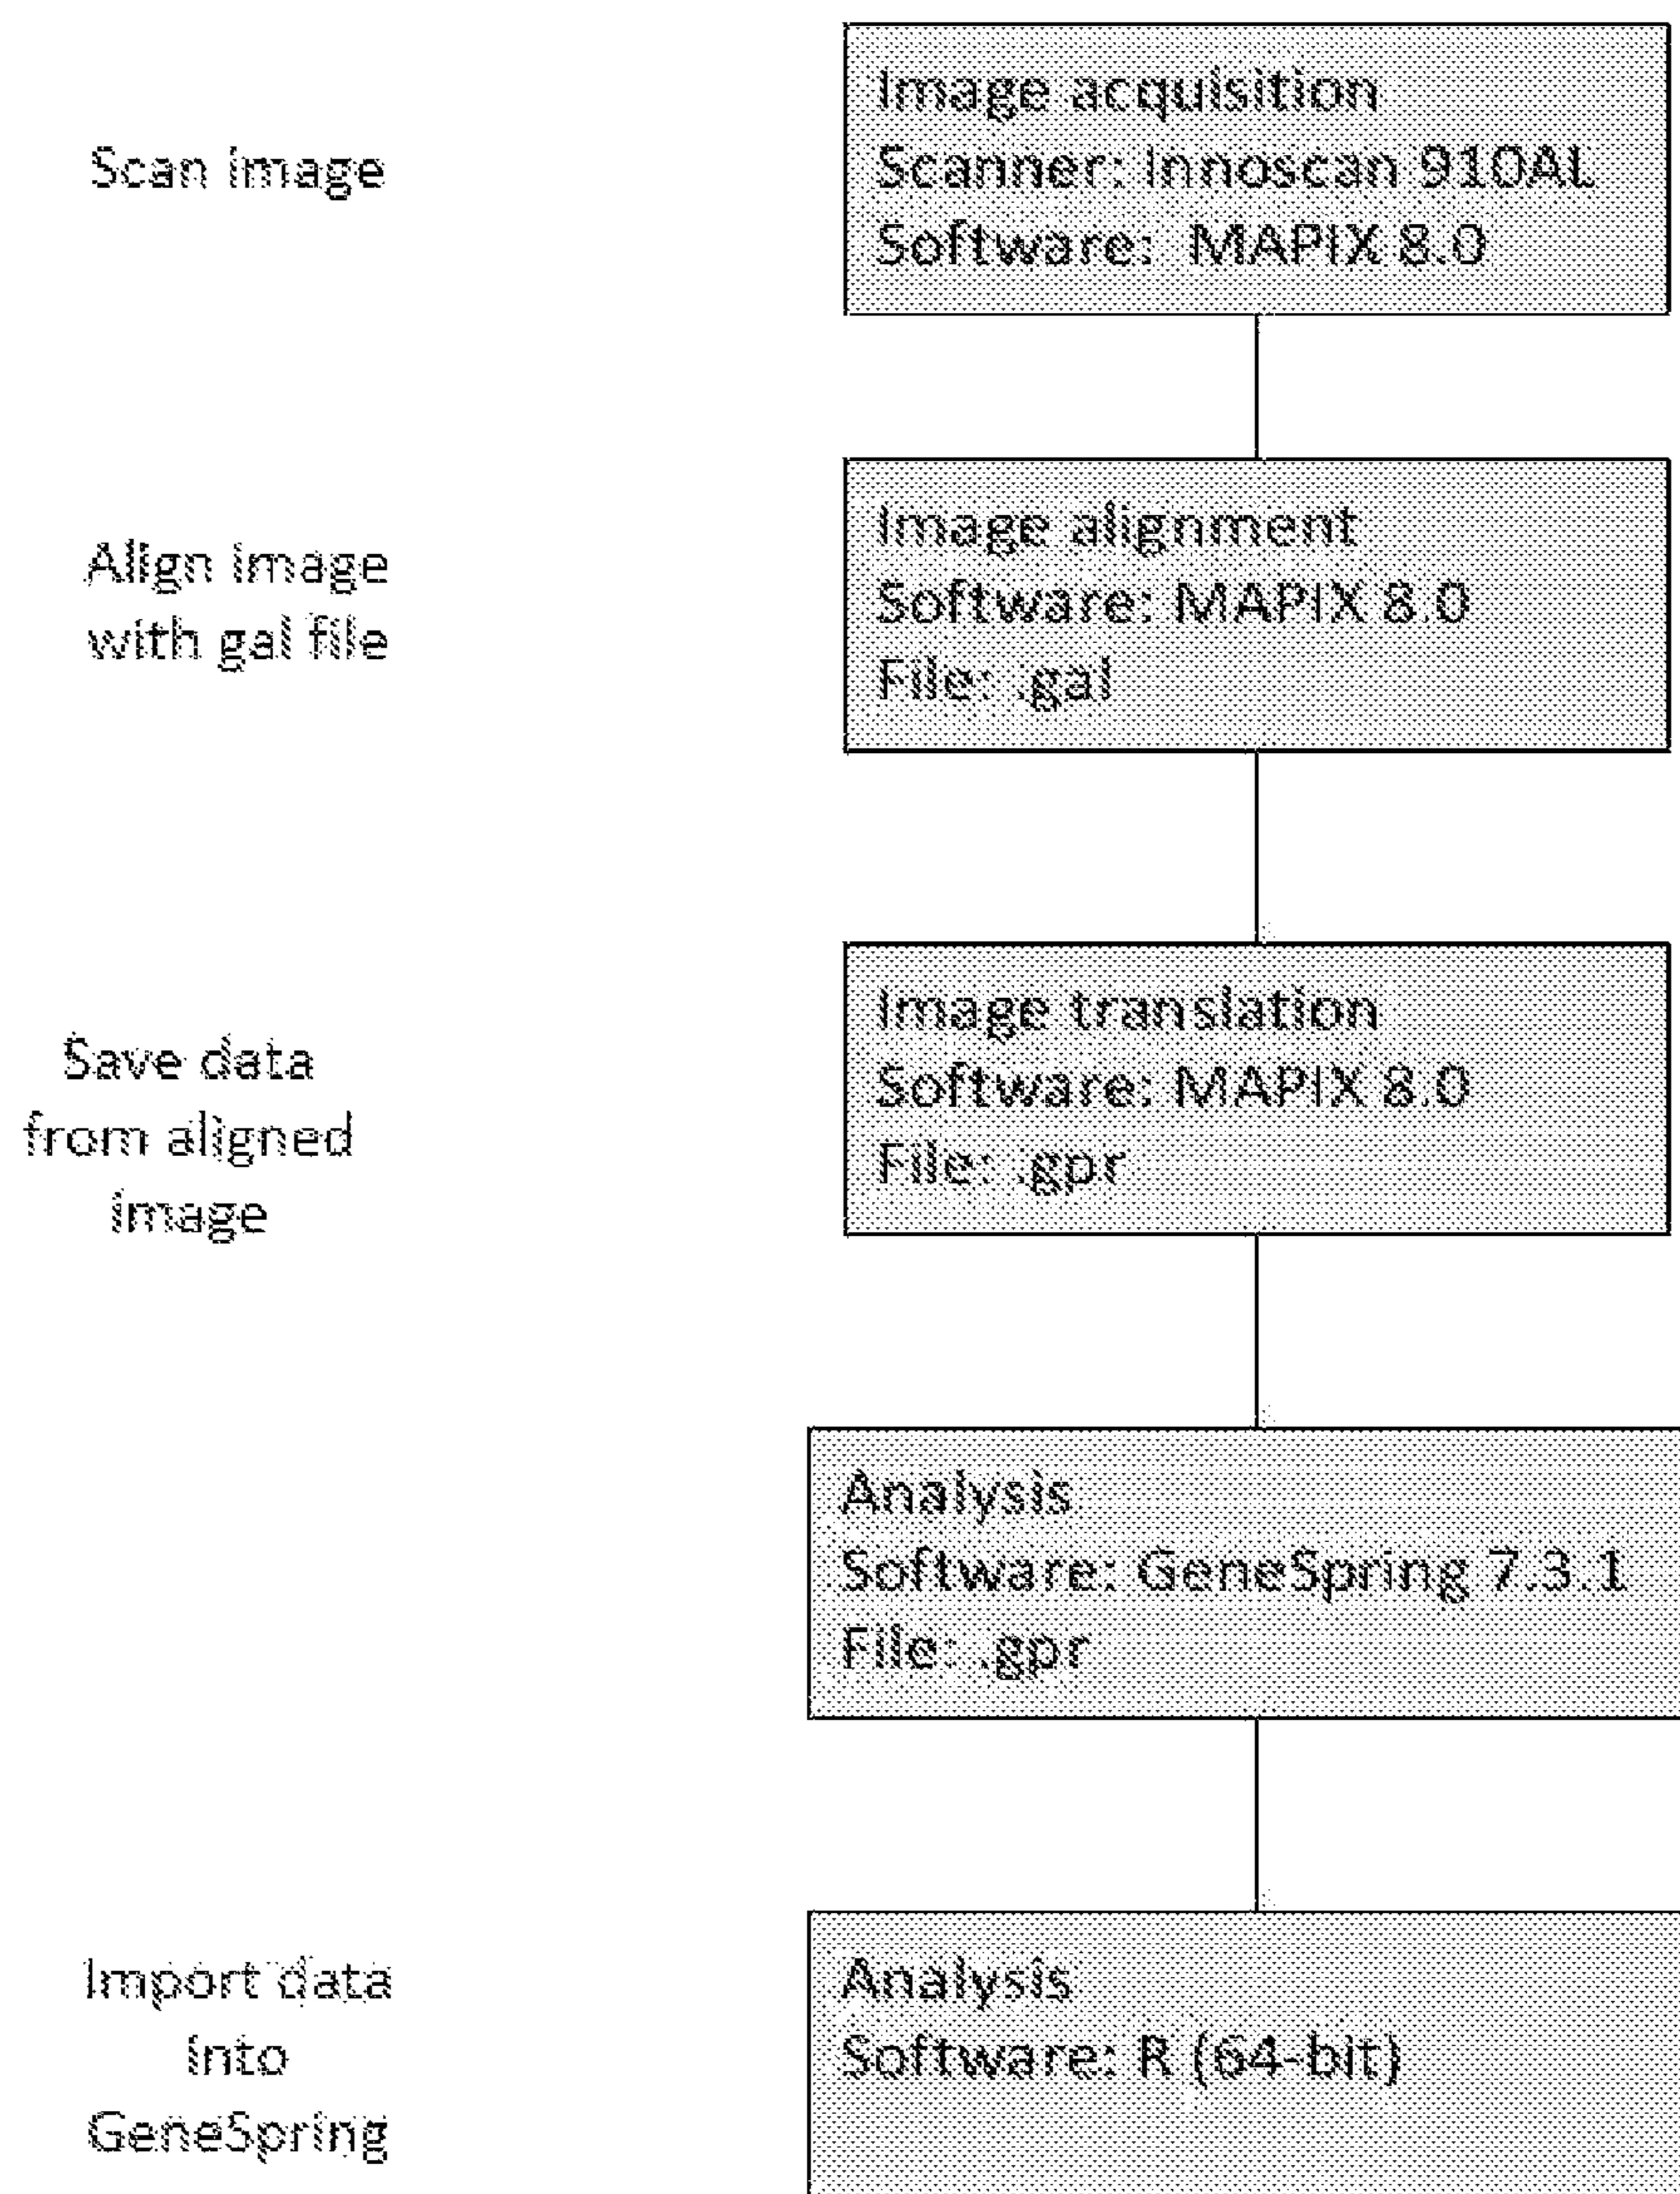 Scan image
Image acquisition
Scanner: Innoscan 910AL
Software: MAPIX 8.0
Align image
with gal file
Image alignment
Software: MAPIX 8.0
File: .gal
Save data
from aligned
image
Image translation
Software: MAPIX 8.0
File: .gpr
Analysis
Software: GeneSpring 7.3.1
File: .gpr
Import data
into
GeneSpring
Analysis
Software: R (64-bit)